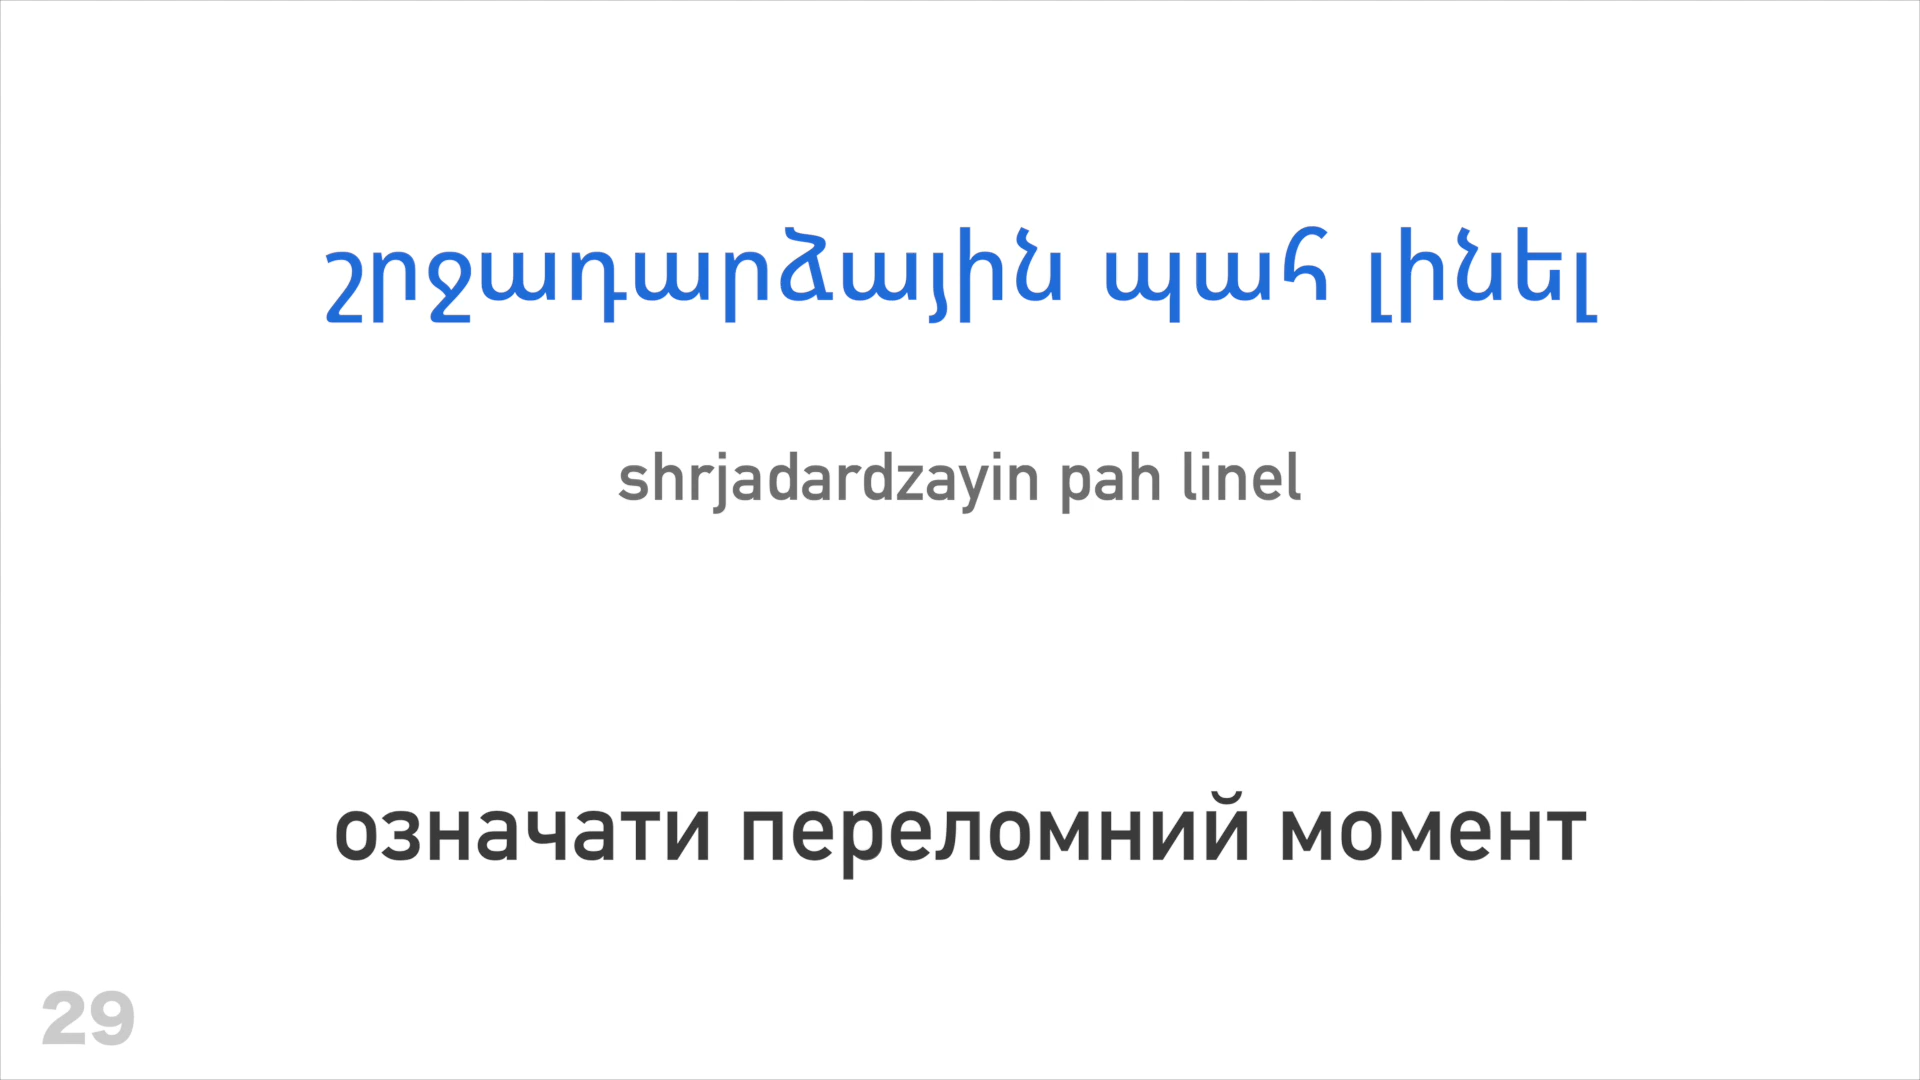 շրջադարձային պահ լինել
shrjadardzayin pah linel
означати переломний момент
29